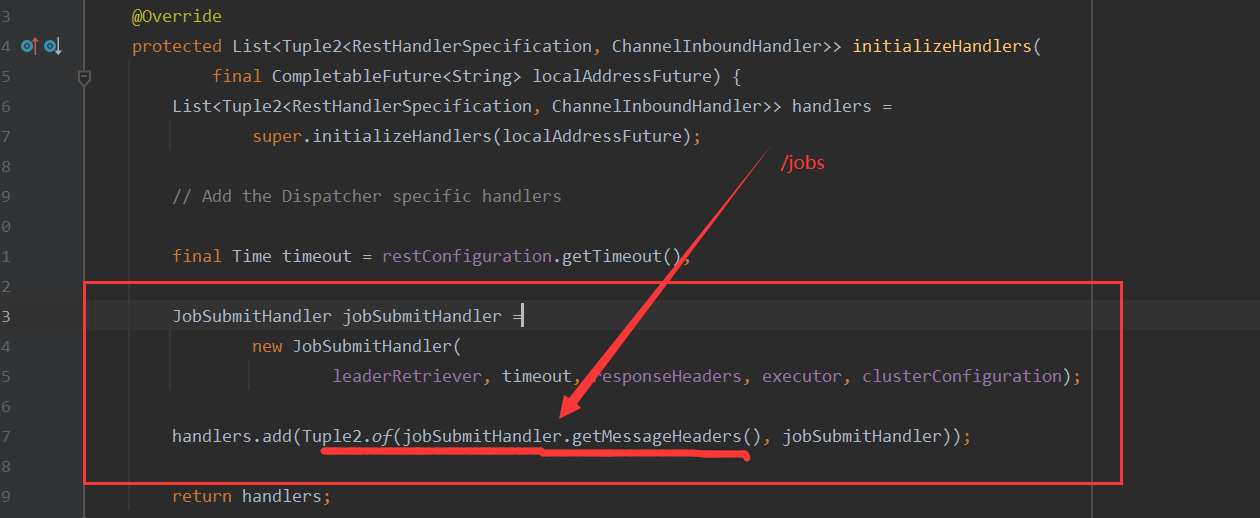 3 @Override
4 protected List<Tuple2<RestHandlerSpecification, ChannelInboundHandler>> initializeHandlers(
5 final CompletableFuture<String> localAddressFuture) {
6 List<Tuple2<RestHandlerSpecification, ChannelInboundHandler>> handlers =
7 super.initializeHandlers(localAddressFuture);
/jobs
8
9 // Add the Dispatcher specific handlers
0
1 final Time timeout = restConfiguration.getTimeout();
2
3 JobSubmitHandler jobSubmitHandler =
4 new JobSubmitHandler(
5 leaderRetriever, timeout, responseHeaders, executor, clusterConfiguration);
6
7 handlers.add(Tuple2.of(jobSubmitHandler.getMessageHeaders(), jobSubmitHandler));
8
9 return handlers;